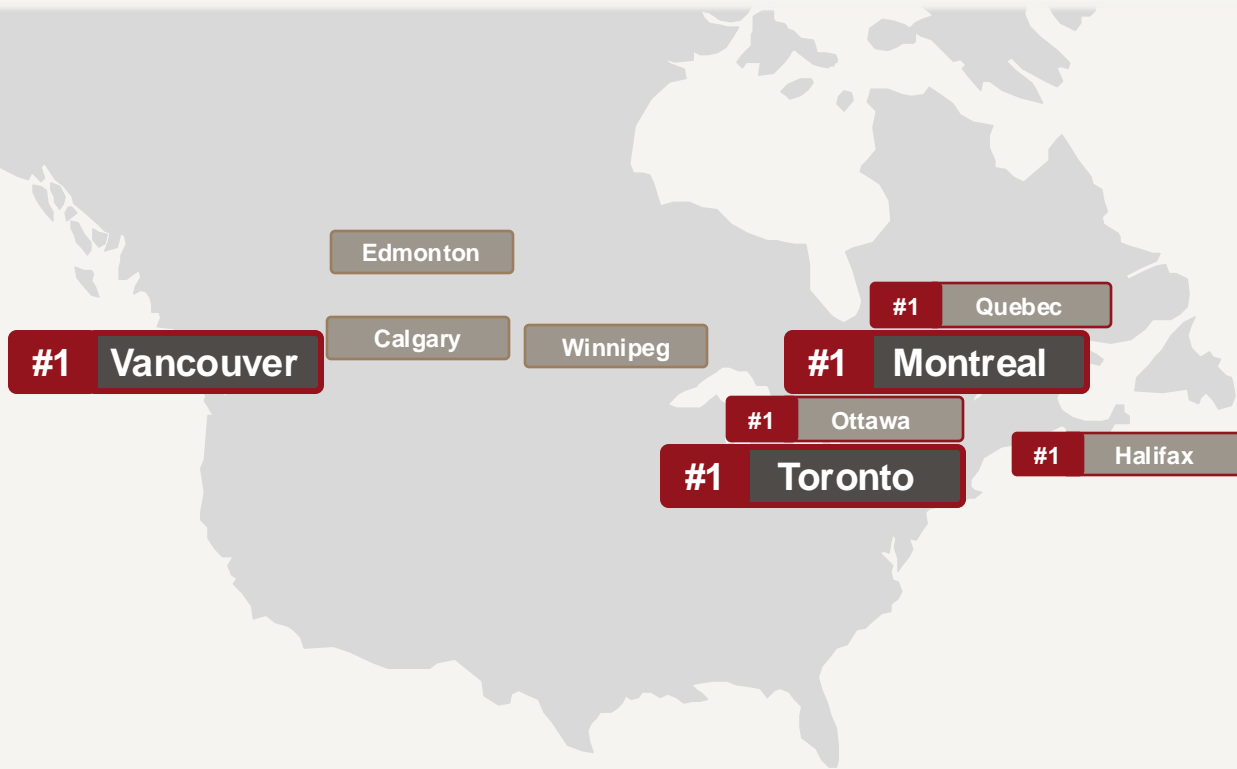 Edmonton
#1 Quebec
Calgary
Winnipeg
#1 Vancouver
#1 Montreal
#1 Ottawa
#1 Halifax
#1 Toronto